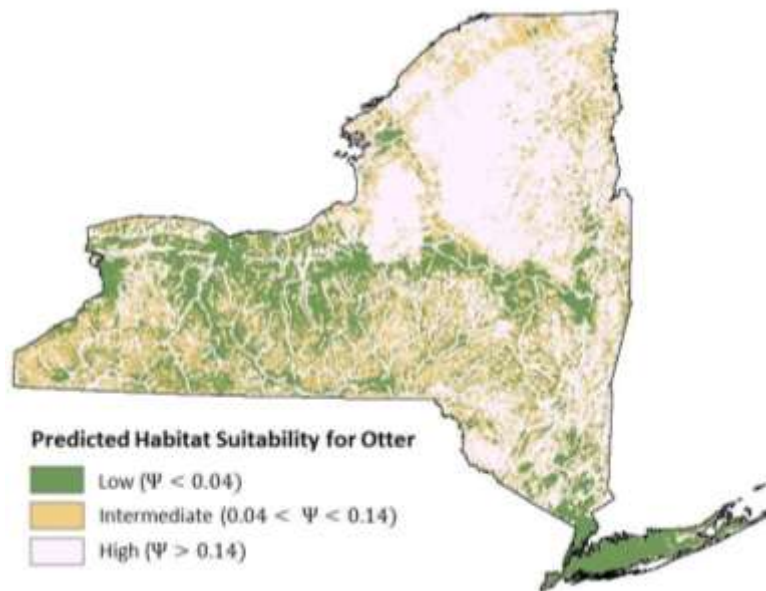 Predicted Habitat Suitability for Otter
Low (Ψ < 0.04)
Intermediate (0.04 < Ψ < 0.14)
High (Ψ > 0.14)